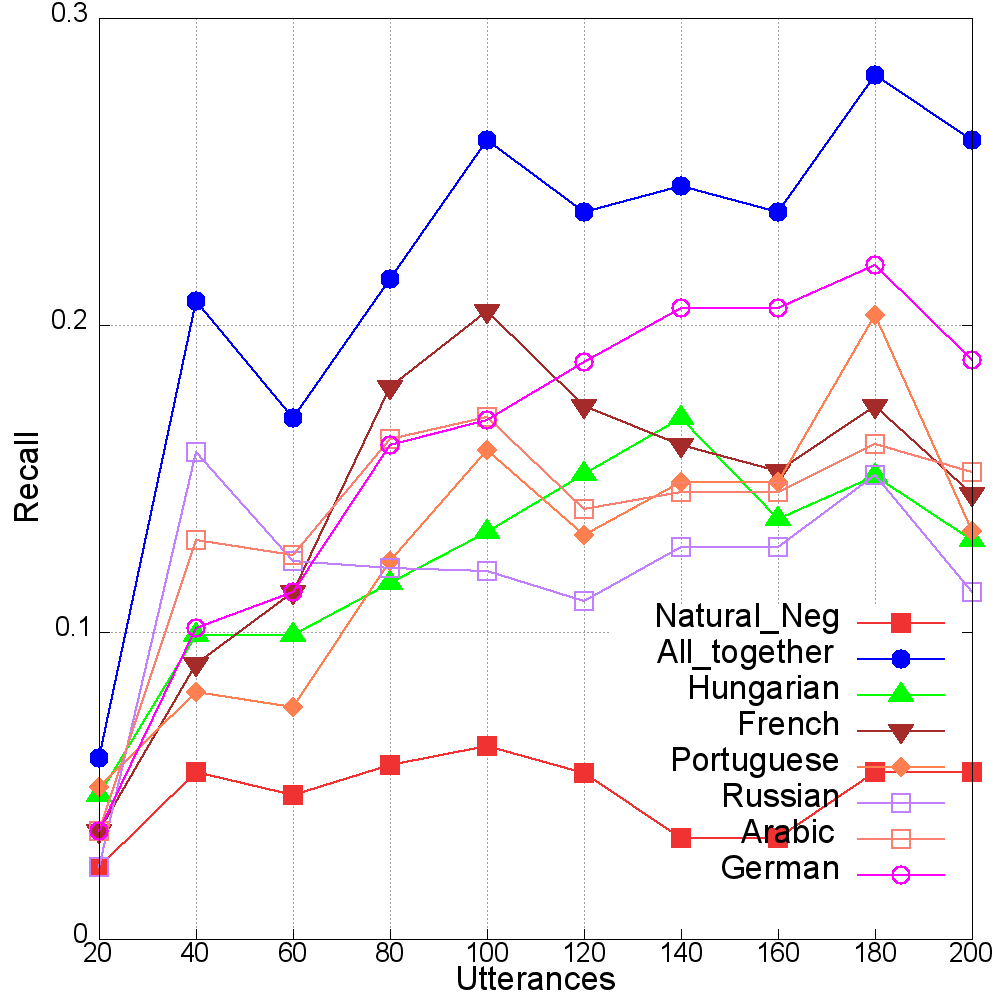 0.3
0.2
0.1
0
Recall
20 40 60 80 100 120 140 160 180 200
Utterances
Natural_Neg
All_together
Hungarian
French
Portuguese
Russian
Arabic
German